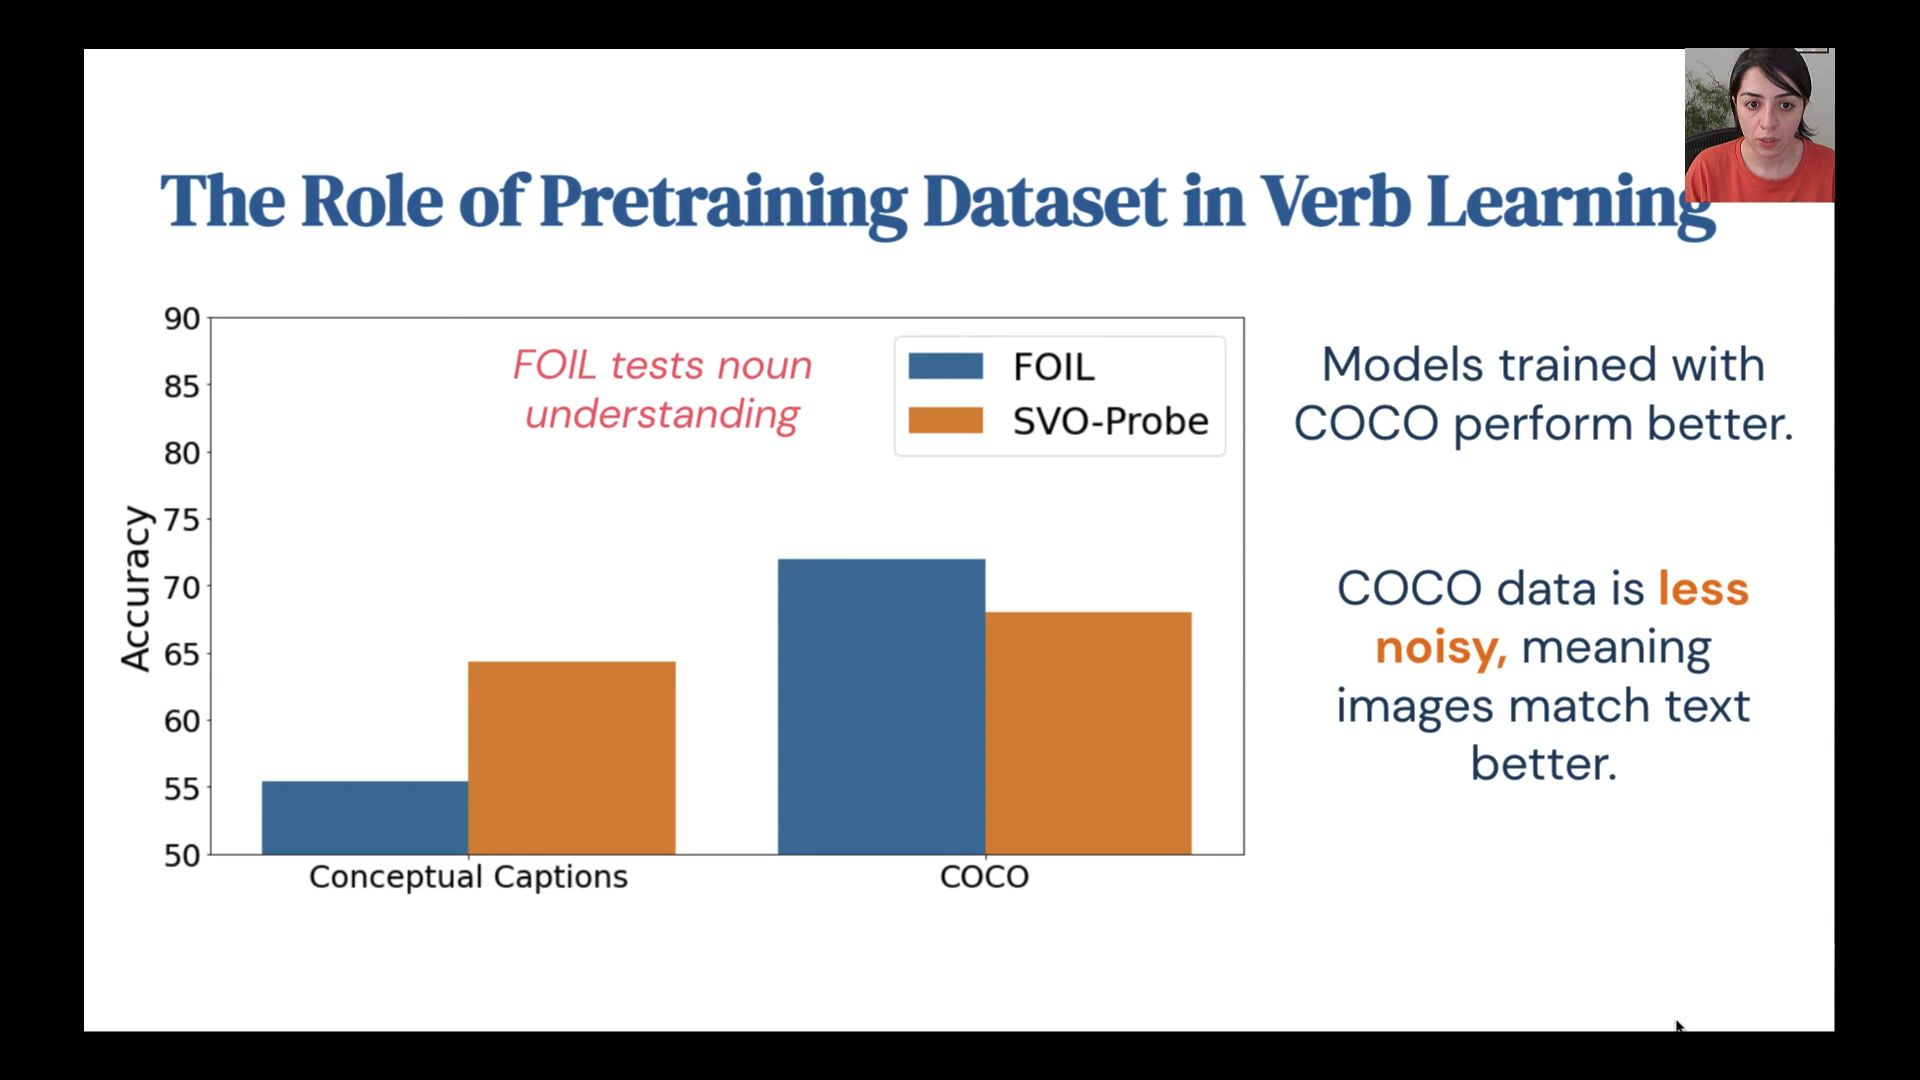 The Role of Pretraining Dataset in Verb Learning
90
85
80
75
70
65
60
55
50
Accuracy
FOIL tests noun
understanding
FOIL
SVO-Probe
Conceptual Captions
COCO
Models trained with
COCO perform better.
COCO data is less
noisy, meaning
images match text
better.